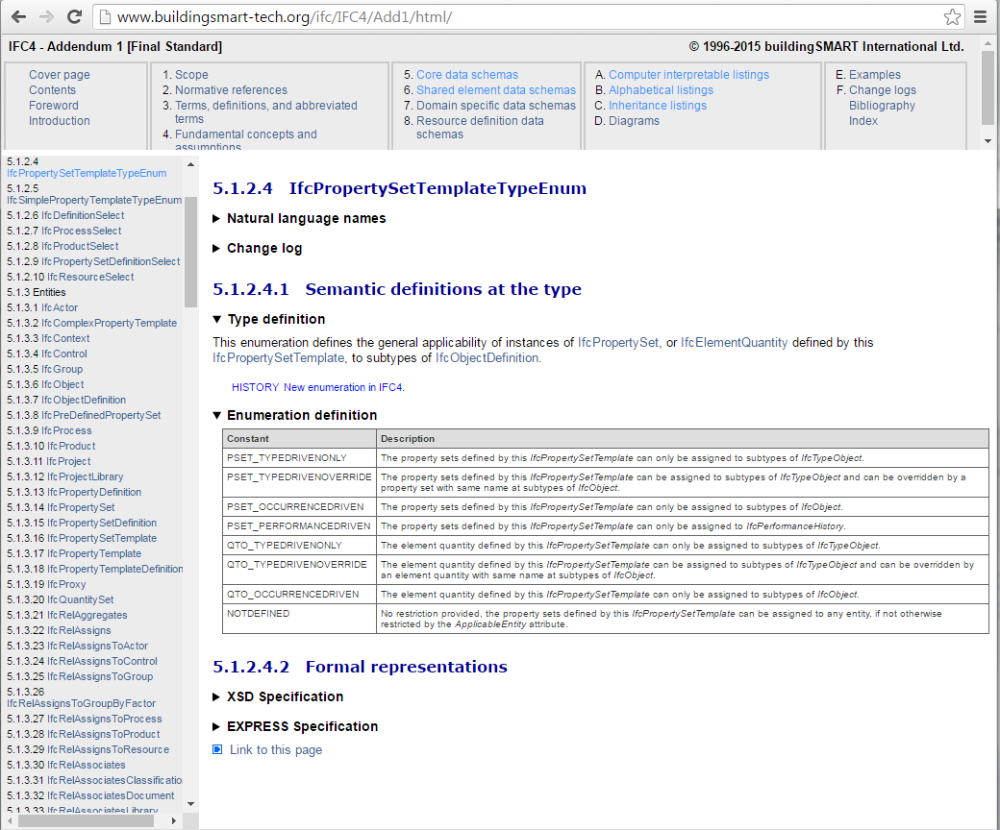 www.buildingsmart-tech.org/ifc/IFC4/Add1/html/
IFC4 - Addendum 1 [Final Standard]
© 1996-2015 buildingSMART International Ltd.
Cover page
Contents
Foreword
Introduction
1. Scope
2. Normative references
3. Terms, definitions, and abbreviated
terms
4. Fundamental concepts and
assumptions
5. Core data schemas
6. Shared element data schemas
7. Domain specific data schemas
8. Resource definition data
schemas
A. Computer interpretable listings
B. Alphabetical listings
C. Inheritance listings
D. Diagrams
E. Examples
F. Change logs
Bibliography
Index
5.1.2.4
IfcPropertySetTemplateTypeEnum
5.1.2.5
IfcSimplePropertyTemplateTypeEnum
5.1.2.6 IfcDefinitionSelect
5.1.2.7 IfcProcessSelect
5.1.2.8 IfcProductSelect
5.1.2.9 IfcPropertySetDefinitionSelect
5.1.2.10 IfcResourceSelect
5.1.3 Entities
5.1.3.1 IfcActor
5.1.3.2 IfcComplexPropertyTemplate
5.1.3.3 IfcContext
5.1.3.4 IfcControl
5.1.3.5 IfcGroup
5.1.3.6 IfcObject
5.1.3.7 IfcObjectDefinition
5.1.3.8 IfcPreDefinedPropertySet
5.1.3.9 IfcProcess
5.1.3.10 IfcProduct
5.1.3.11 IfcProject
5.1.3.12 IfcProjectLibrary
5.1.3.13 IfcPropertyDefinition
5.1.3.14 IfcPropertySet
5.1.3.15 IfcPropertySetDefinition
5.1.3.16 IfcPropertySetTemplate
5.1.3.17 IfcPropertyTemplate
5.1.3.18 IfcPropertyTemplateDefinition
5.1.3.19 IfcProxy
5.1.3.20 IfcQuantitySet
5.1.3.21 IfcRelAggregates
5.1.3.22 IfcRelAssigns
5.1.3.23 IfcRelAssignsToActor
5.1.3.24 IfcRelAssignsToControl
5.1.3.25 IfcRelAssignsToGroup
5.1.3.26
IfcRelAssignsToGroupByFactor
5.1.3.27 IfcRelAssignsToProcess
5.1.3.28 IfcRelAssignsToProduct
5.1.3.29 IfcRelAssignsToResource
5.1.3.30 IfcRelAssociates
5.1.3.31 IfcRelAssociatesClassification
5.1.3.32 IfcRelAssociatesDocument
5.1.3.33 IfcRelAssociatesLibrary
5.1.2.4 IfcPropertySetTemplateTypeEnum
Natural language names
Change log
5.1.2.4.1 Semantic definitions at the type
Type definition
This enumeration defines the general applicability of instances of IfcPropertySet, or IfcElementQuantity defined by this
IfcPropertySetTemplate, to subtypes of IfcObjectDefinition.
HISTORY New enumeration in IFC4.
Enumeration definition
Constant Description
PSET_TYPEDRIVENONLY The property sets defined by this IfcPropertySetTemplate can only be assigned to subtypes of IfcTypeObject.
PSET_TYPEDRIVENOVERRIDE The property sets defined by this IfcPropertySetTemplate can be assigned to subtypes of IfcTypeObject and can be overridden by a
property set with same name at subtypes of IfcObject.
PSET_OCCURRENCEDRIVEN The property sets defined by this IfcPropertySetTemplate can only be assigned to subtypes of IfcObject.
PSET_PERFORMANCEDRIVEN The property sets defined by this IfcPropertySetTemplate can only be assigned to IfcPerformanceHistory.
QTO_TYPEDRIVENONLY The element quantity defined by this IfcPropertySetTemplate can only be assigned to subtypes of IfcTypeObject.
QTO_TYPEDRIVENOVERRIDE The element quantity defined by this IfcPropertySetTemplate can be assigned to subtypes of IfcTypeObject and can be overridden by
an element quantity with same name at subtypes of IfcObject.
QTO_OCCURRENCEDRIVEN The element quantity defined by this IfcPropertySetTemplate can only be assigned to subtypes of IfcObject.
NOTDEFINED No restriction provided, the property sets defined by this IfcPropertySetTemplate can be assigned to any entity, if not otherwise
restricted by the ApplicableEntity attribute.
5.1.2.4.2 Formal representations
XSD Specification
EXPRESS Specification
Link to this page